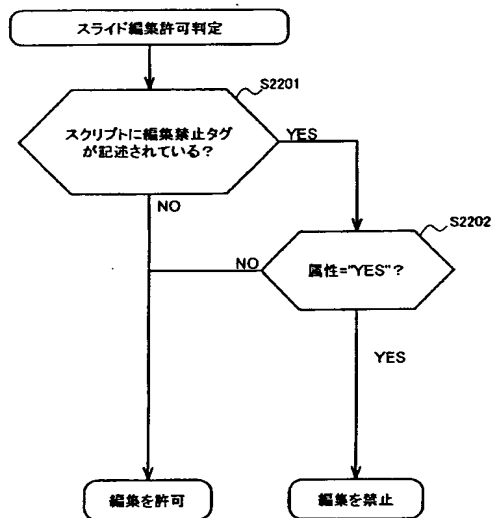 スライド編集許可判定
S2201
スクリプトに編集禁止タグ
が記述されている?
YES
NO
S2202
属性="YES"?
NO
YES
編集を許可
編集を禁止